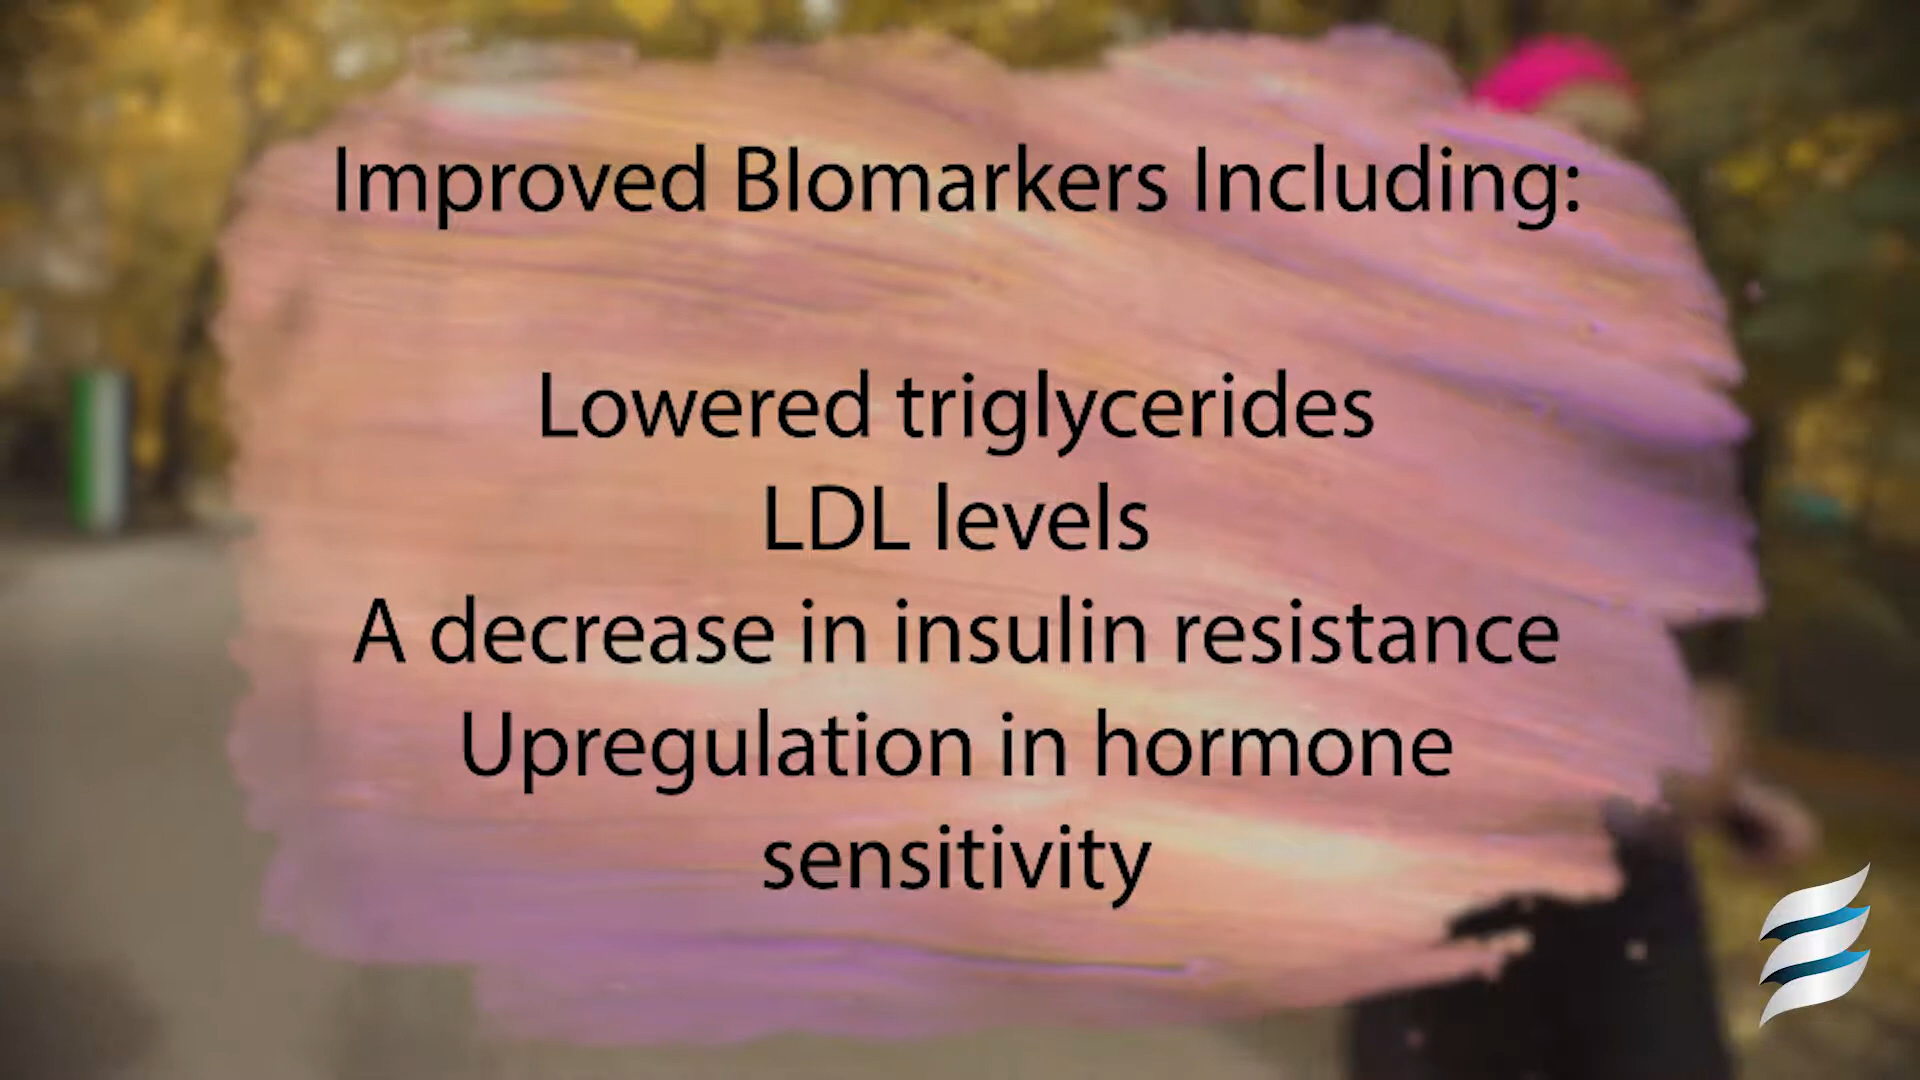 Improved BIomarkers Including:
Lowered triglycerides
LDL levels
A decrease in insulin resistance
Upregulation in hormone
sensitivity